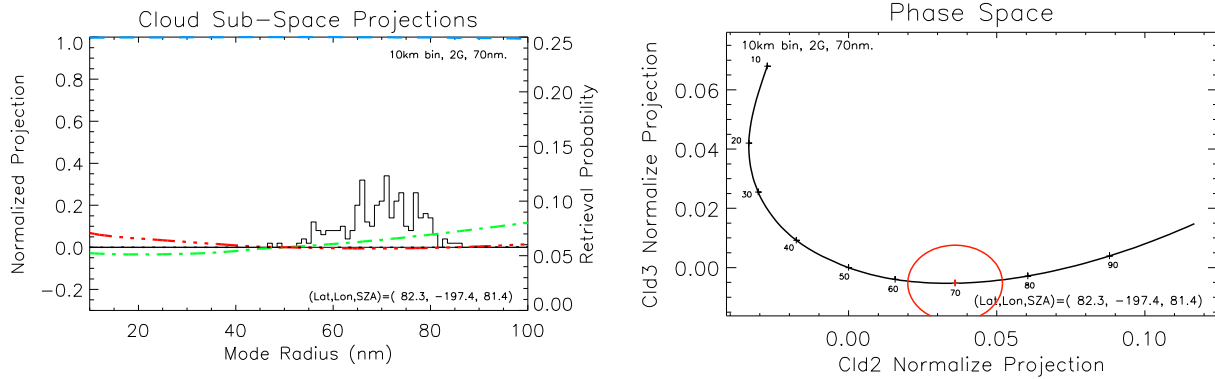 Cloud Sub-Space Projections
1.0
0.8
0.6
0.4
0.2
0.0
-0.2
Normalized Projection
10km bin, 2G, 70nm.
(Lat,Lon,SZA)=( 82.3, -197.4, 81.4)
0.25
0.20
0.15
0.10
0.05
0.00
Retrieval Probability
20 40 60 80 100
Mode Radius (nm)
Phase Space
10km bin, 2G, 70nm.
0.06
0.04
0.02
0.00
Cld3 Normalize Projection
10
20
30
40
50
60
70
80
90
(Lat,Lon,SZA)=( 82.3, -197.4, 81.4)
0.00 0.05 0.10
Cld2 Normalize Projection